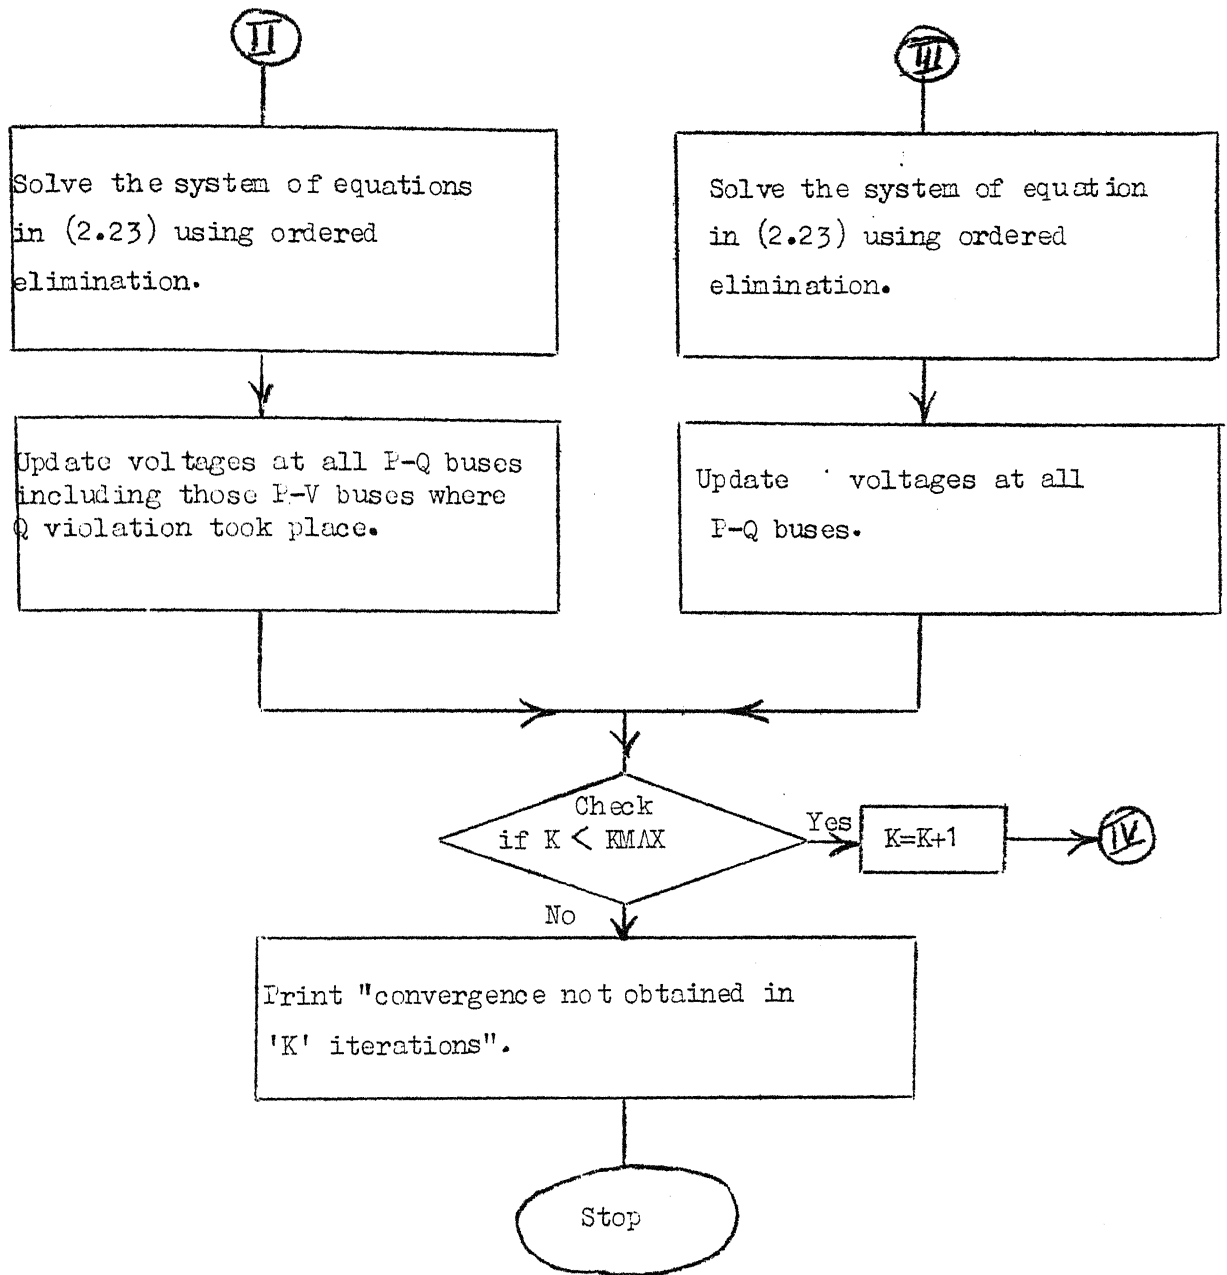 II
III
Solve the system of equations
in (2.23) using ordered
elimination.
Solve the system of equation
in (2.23) using ordered
elimination.
Update voltages at all P-Q buses
including those P-V buses where
Q violation took place.
Update voltages at all
P-Q buses.
Check
if K < KMAX
Yes
K=K+1
IV
No
Print "convergence not obtained in
'K' iterations".
Stop